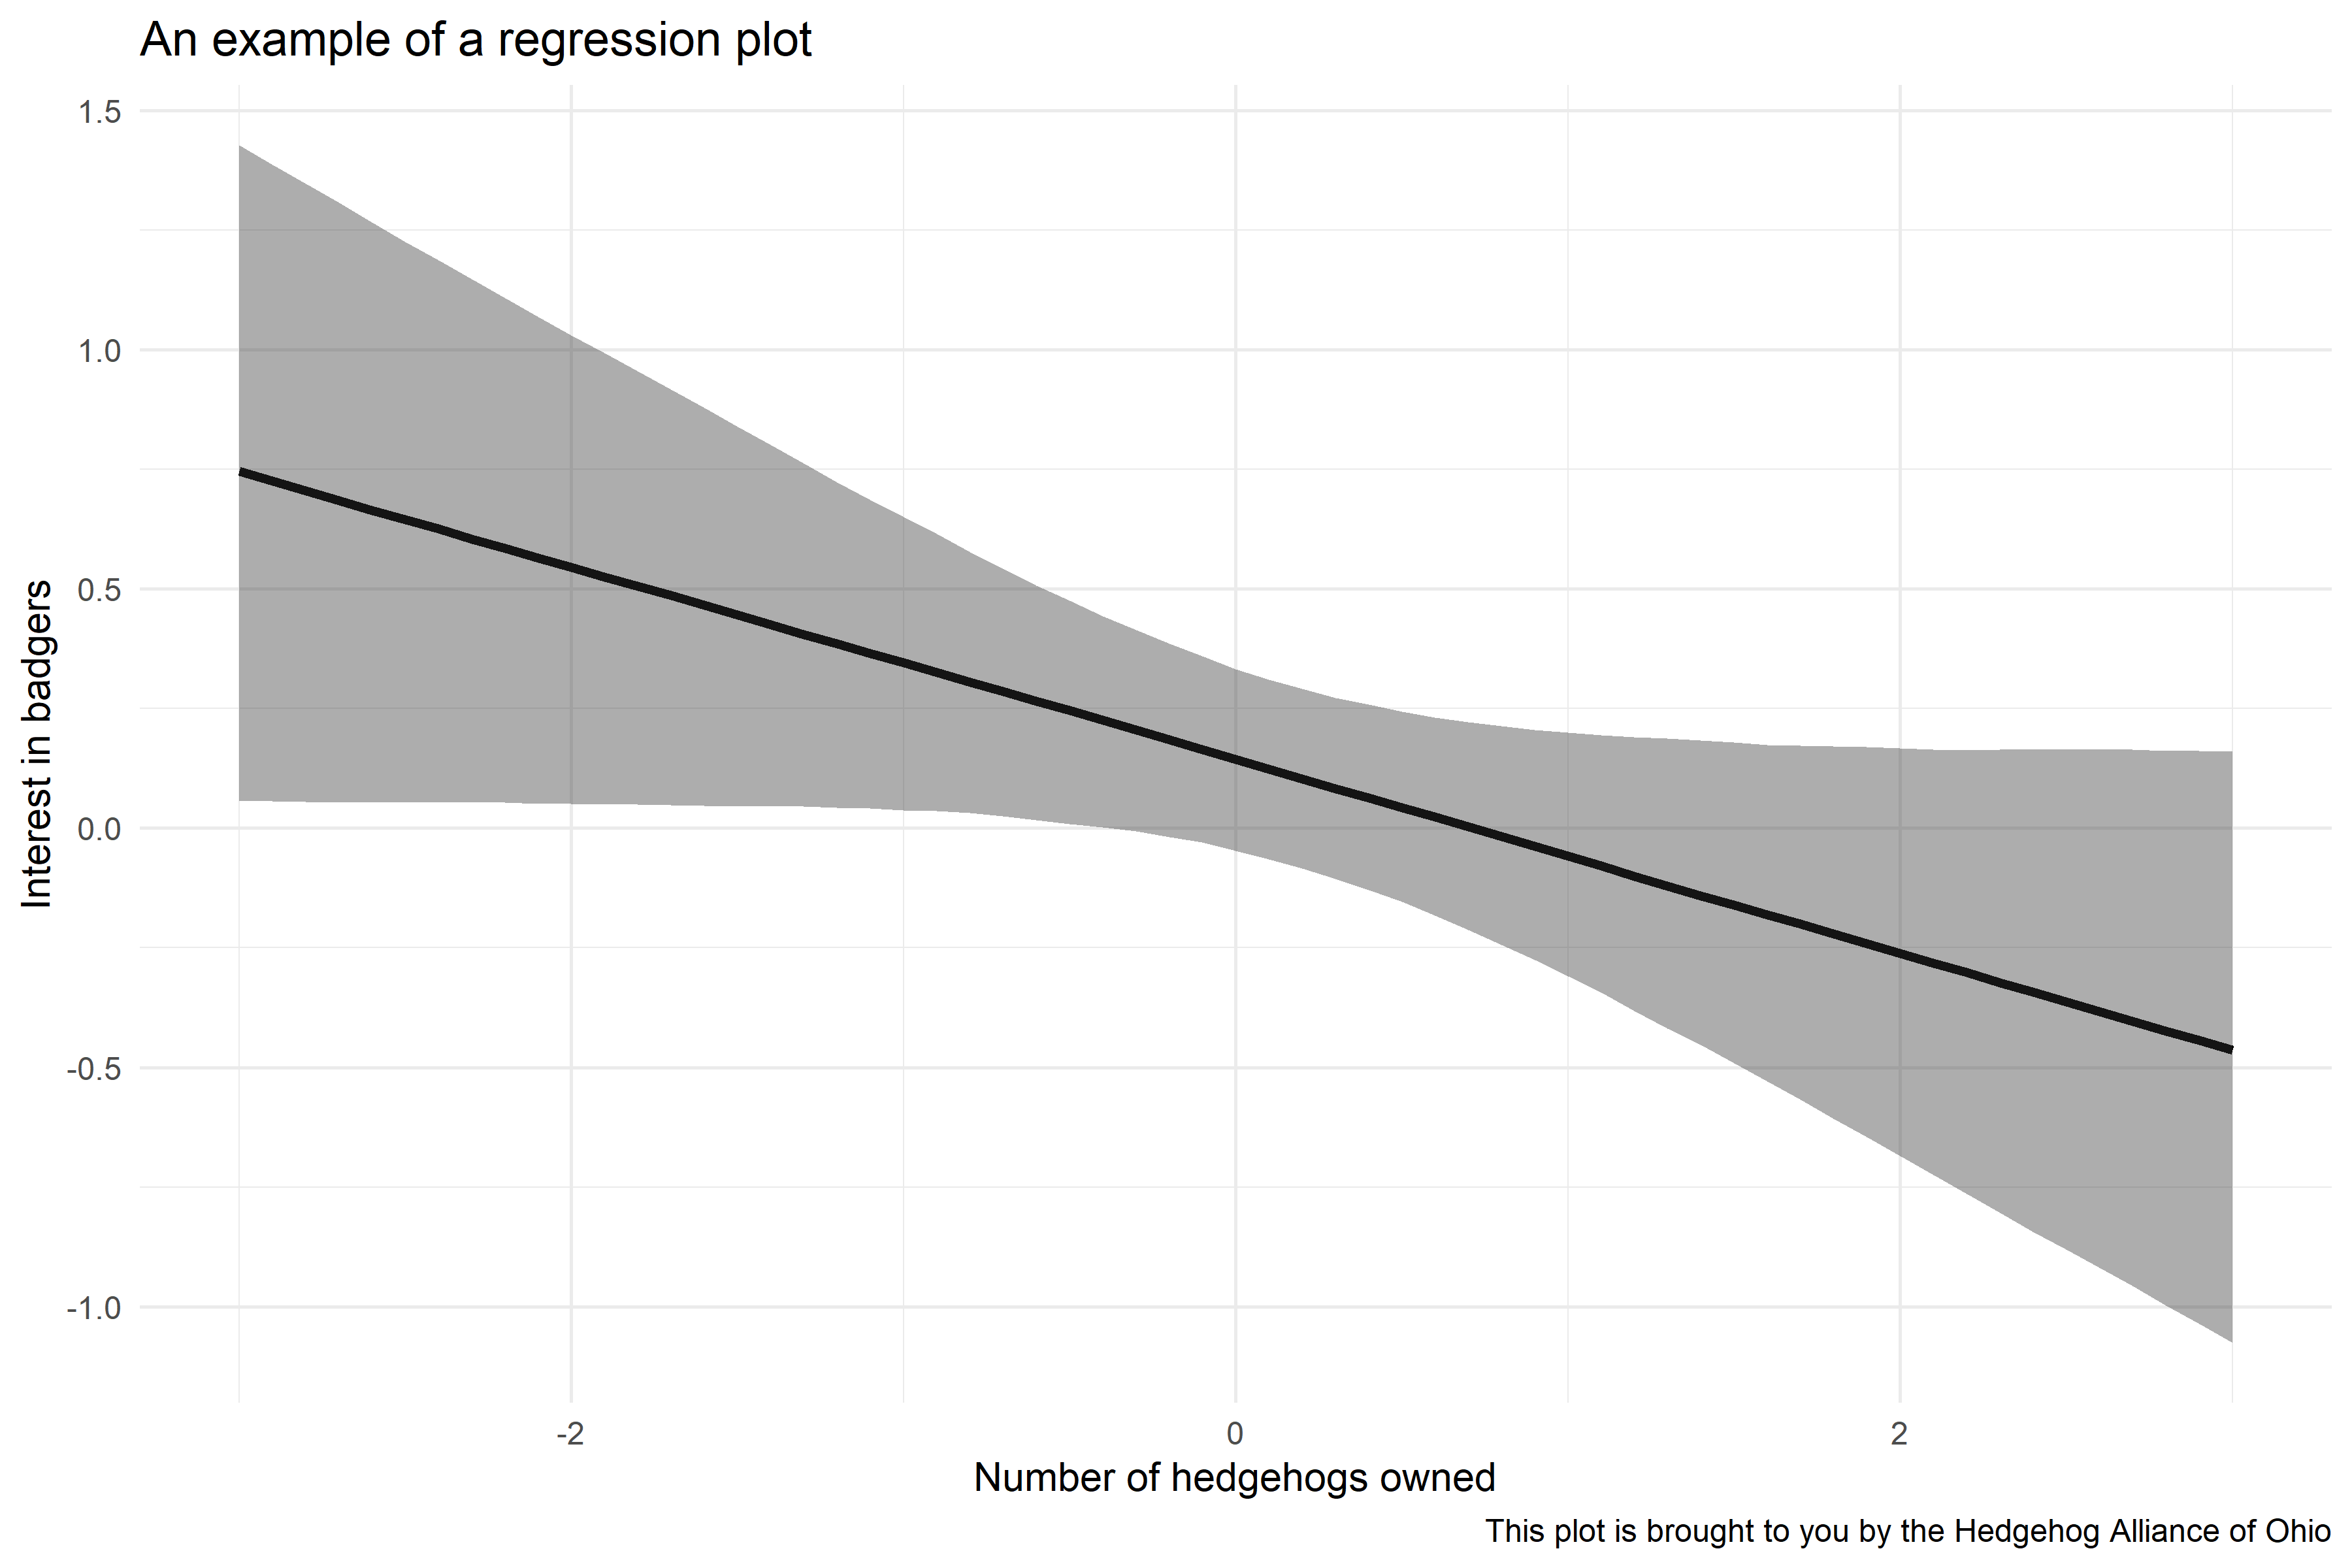 An example of a regression plot
1.5
1.0
0.5
0.0
-0.5
-1.0
Interest in badgers
-2
0
2
Number of hedgehogs owned
This plot is brought to you by the Hedgehog Alliance of Ohio